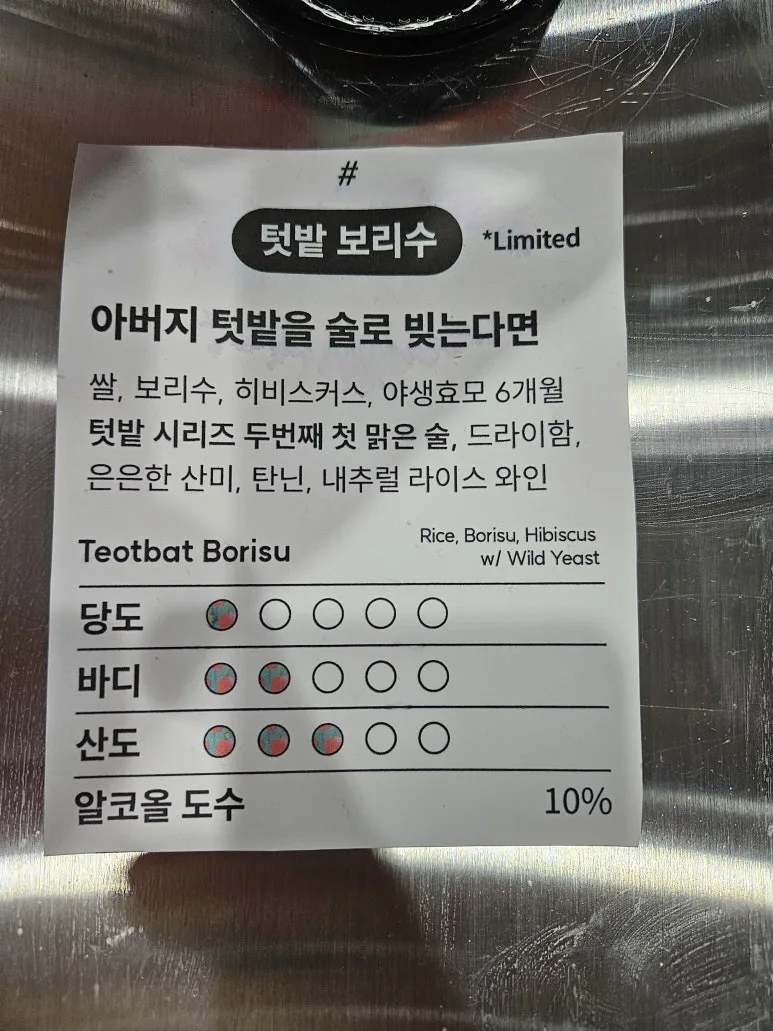 #
텃밭 보리수 *Limited
아버지 텃밭을 술로 빚는다면
쌀, 보리수, 히비스커스, 야생효모 6개월
텃밭 시리즈 두번째 첫 맑은 술, 드라이함,
은은한 산미, 탄닌, 내추럴 라이스 와인
Teotbat Borisu
Rice, Borisu, Hibiscus
w/ Wild Yeast
당도
바디
산도
알코올 도수 10%